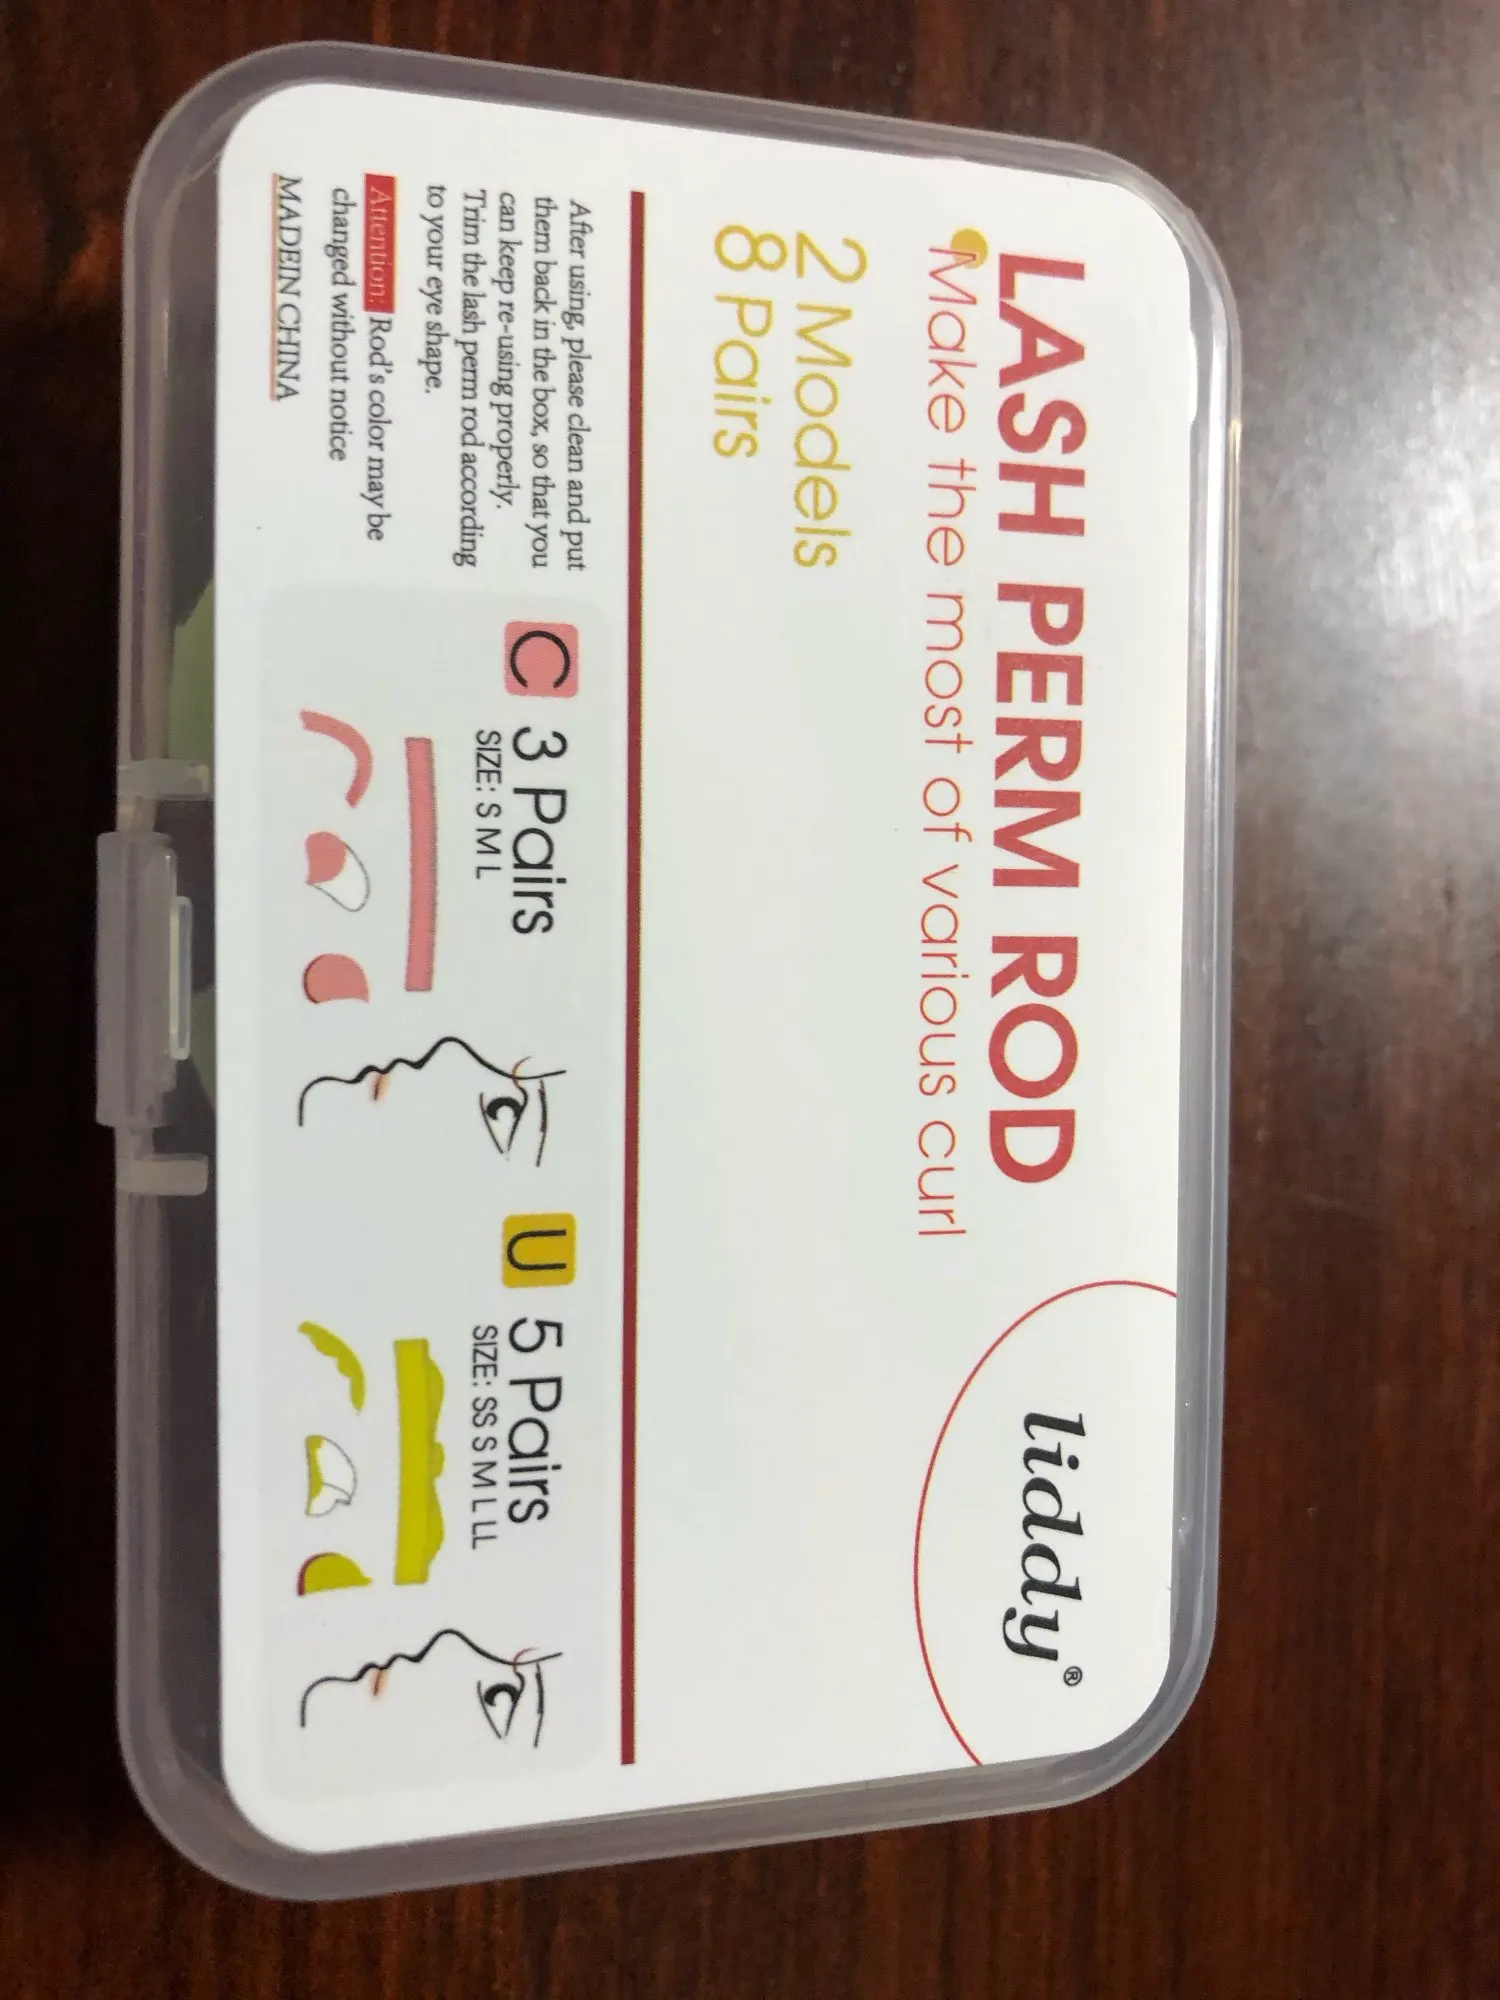 LASH PERM ROD
Make the most of various curl
liddy®
2 Models
8 Pairs
After using, please clean and put
them back in the box, so that you
can keep re-using properly.
Trim the lash perm rod according
to your eye shape.
Attention: Rod's color may be
changed without notice
MADE IN CHINA
C 3 Pairs
SIZE: S M L
U 5 Pairs
SIZE: SS S M L LL